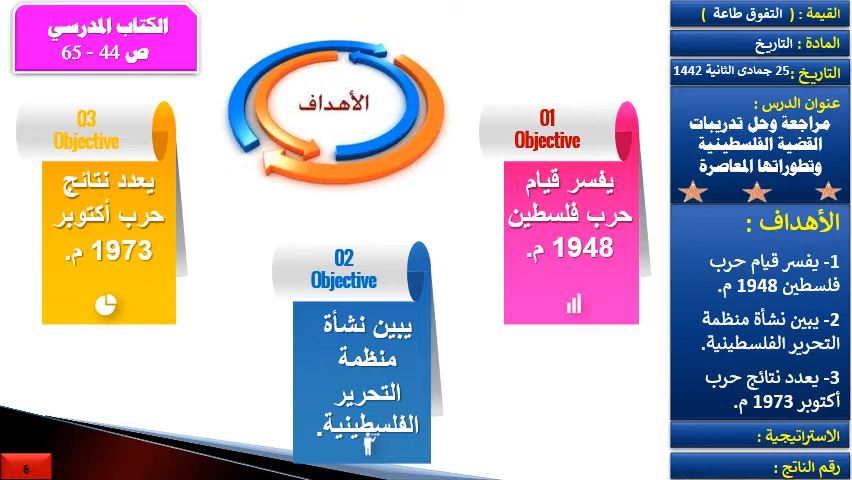 الكتاب المدرسي
ص 44 - 65
الأهداف
01
Objective
يفسر قيام
حرب فلسطين
1948 م.
02
Objective
يبين نشأة
منظمة
التحرير
الفلسطينية.
03
Objective
يعدد نتائج
حرب أكتوبر
1973 م.
القيمة : ( التفوق طاعة )
المادة : التاريخ
التاريخ :25 جمادى الثانية 1442
عنوان الدرس :
مراجعة وحل تدريبات
القضية الفلسطينية
وتطوراتها المعاصرة
الأهداف :
1- يفسر قيام حرب
فلسطين 1948 م.
2- يبين نشأة منظمة
التحرير الفلسطينية.
3- يعدد نتائج حرب
أكتوبر 1973 م.
الاستراتيجية :
رقم الناتج :
6